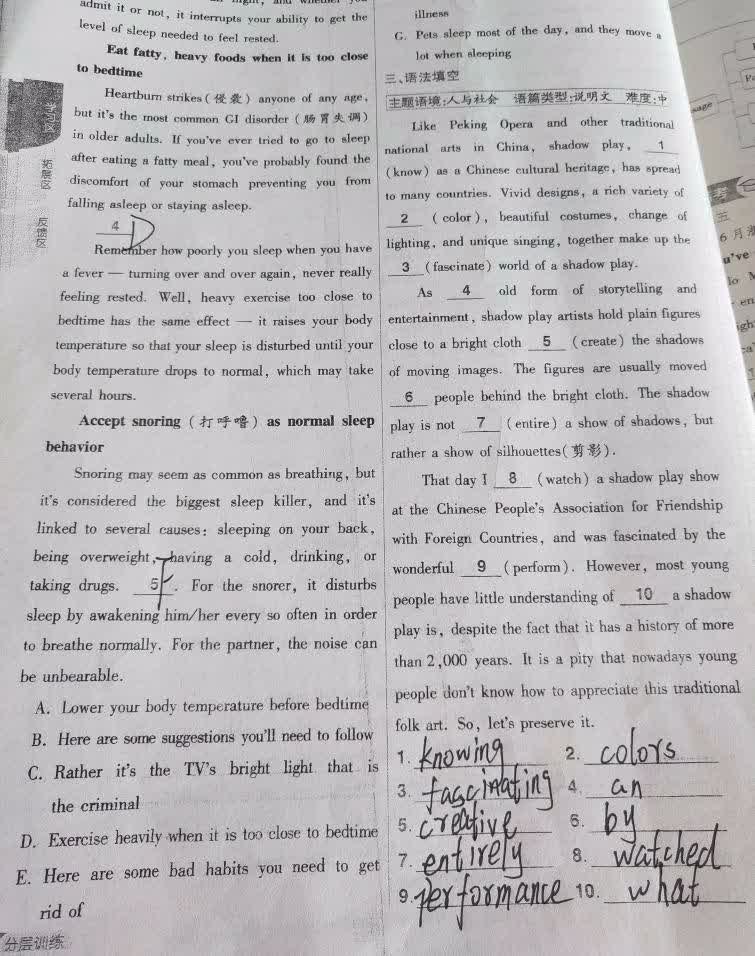 admit it or not, it interrupts your ability to get the
level of sleep needed to feel rested.
Eat fatty, heavy foods when it is too close
to bedtime
Heartburn strikes(侵袭) anyone of any age,
but it's the most common GI disorder (肠胃失调)
in older adults. If you've ever tried to go to sleep
after eating a fatty meal, you've probably found the
discomfort of your stomach preventing you from
falling asleep or staying asleep.
4 D
Remember how poorly you sleep when you have
a fever — turning over and over again, never really
feeling rested. Well, heavy exercise too close to
bedtime has the same effect — it raises your body
temperature so that your sleep is disturbed until your
body temperature drops to normal, which may take
several hours.
Accept snoring (打呼噜) as normal sleep
behavior
Snoring may seem as common as breathing, but
it's considered the biggest sleep killer, and it's
linked to several causes: sleeping on your back,
being overweight, having a cold, drinking, or
taking drugs. 5 F. For the snorer, it disturbs
sleep by awakening him/her every so often in order
to breathe normally. For the partner, the noise can
be unbearable.
A. Lower your body temperature before bedtime
B. Here are some suggestions you'll need to follow
C. Rather it's the TV's bright light that is
the criminal
D. Exercise heavily when it is too close to bedtime
E. Here are some bad habits you need to get
rid of
分层训练
拓展区
反馈区
illness
G. Pets sleep most of the day, and they move a
lot when sleeping
三、语法填空
主题语境:人与社会 语篇类型:说明文 难度:中
Like Peking Opera and other traditional
national arts in China, shadow play, 1
(know) as a Chinese cultural heritage, has spread
to many countries. Vivid designs, a rich variety of
2 (color), beautiful costumes, change of
lighting, and unique singing, together make up the
3 (fascinate) world of a shadow play.
As 4 old form of storytelling and
entertainment, shadow play artists hold plain figures
close to a bright cloth 5 (create) the shadows
of moving images. The figures are usually moved
6 people behind the bright cloth. The shadow
play is not 7 (entire) a show of shadows, but
rather a show of silhouettes(剪影).
That day I 8 (watch) a shadow play show
at the Chinese People's Association for Friendship
with Foreign Countries, and was fascinated by the
wonderful 9 (perform). However, most young
people have little understanding of 10 a shadow
play is, despite the fact that it has a history of more
than 2,000 years. It is a pity that nowadays young
people don't know how to appreciate this traditional
folk art. So, let's preserve it.
1. knowing 2. colors
3. fascinating 4. an
5. creative 6. by
7. entirely 8. watched
9. performance 10. what